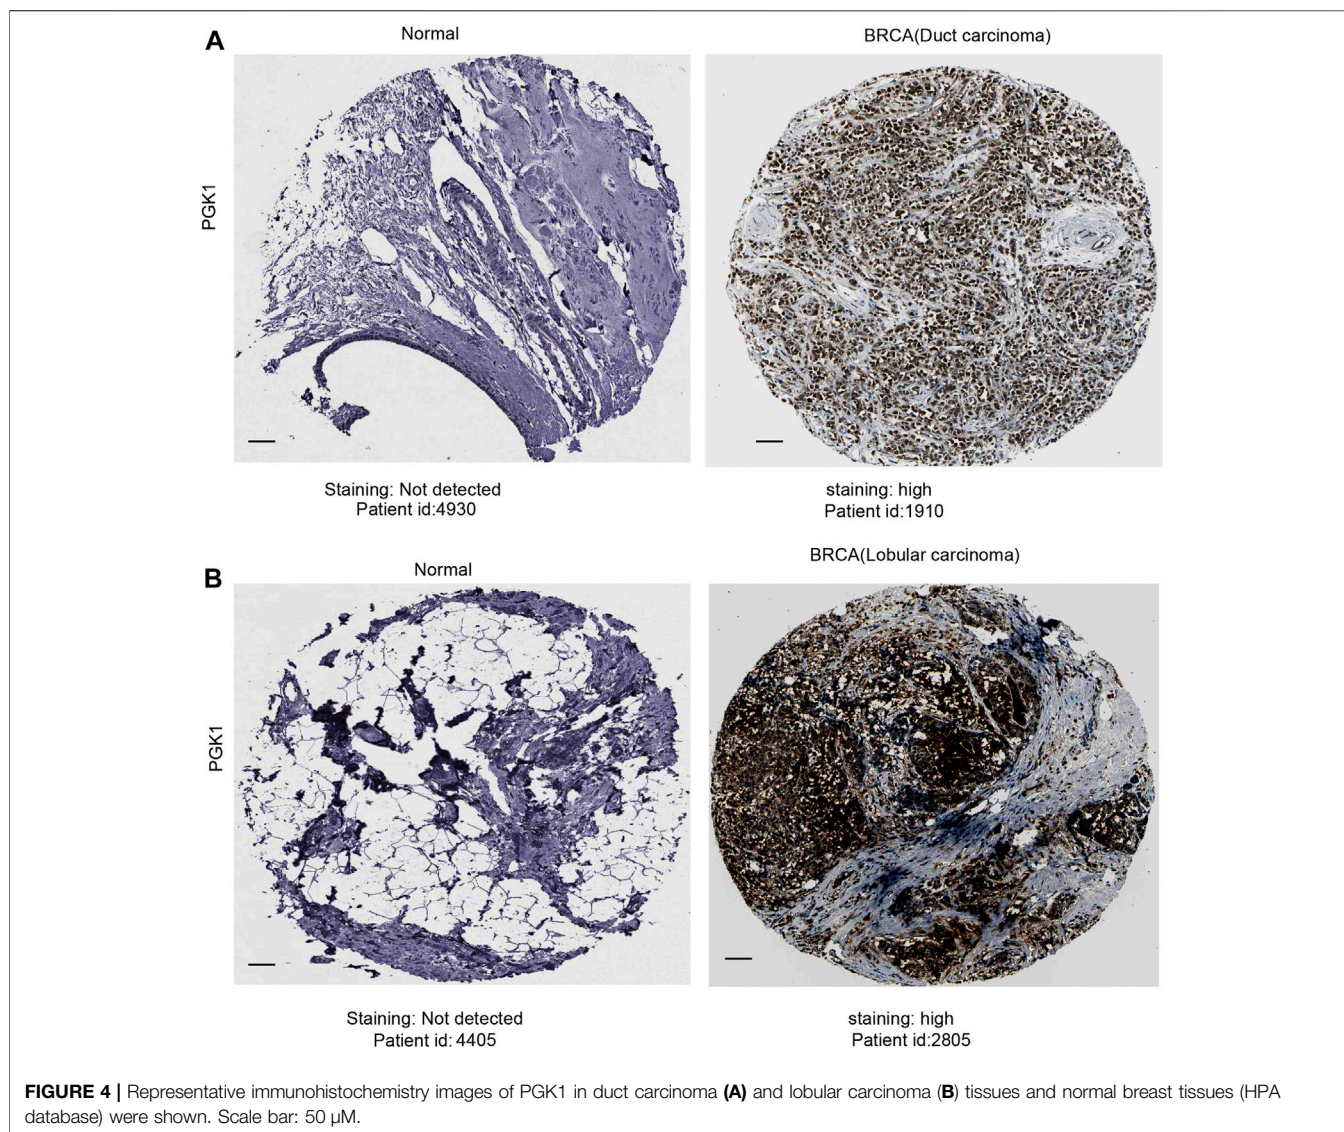 A
Normal
BRCA(Duct carcinoma)
PGK1
Staining: Not detected
Patient id:4930
staining: high
Patient id:1910
B
Normal
BRCA(Lobular carcinoma)
PGK1
Staining: Not detected
Patient id: 4405
staining: high
Patient id:2805
FIGURE 4 | Representative immunohistochemistry images of PGK1 in duct carcinoma (A) and lobular carcinoma (B) tissues and normal breast tissues (HPA
database) were shown. Scale bar: 50 μM.